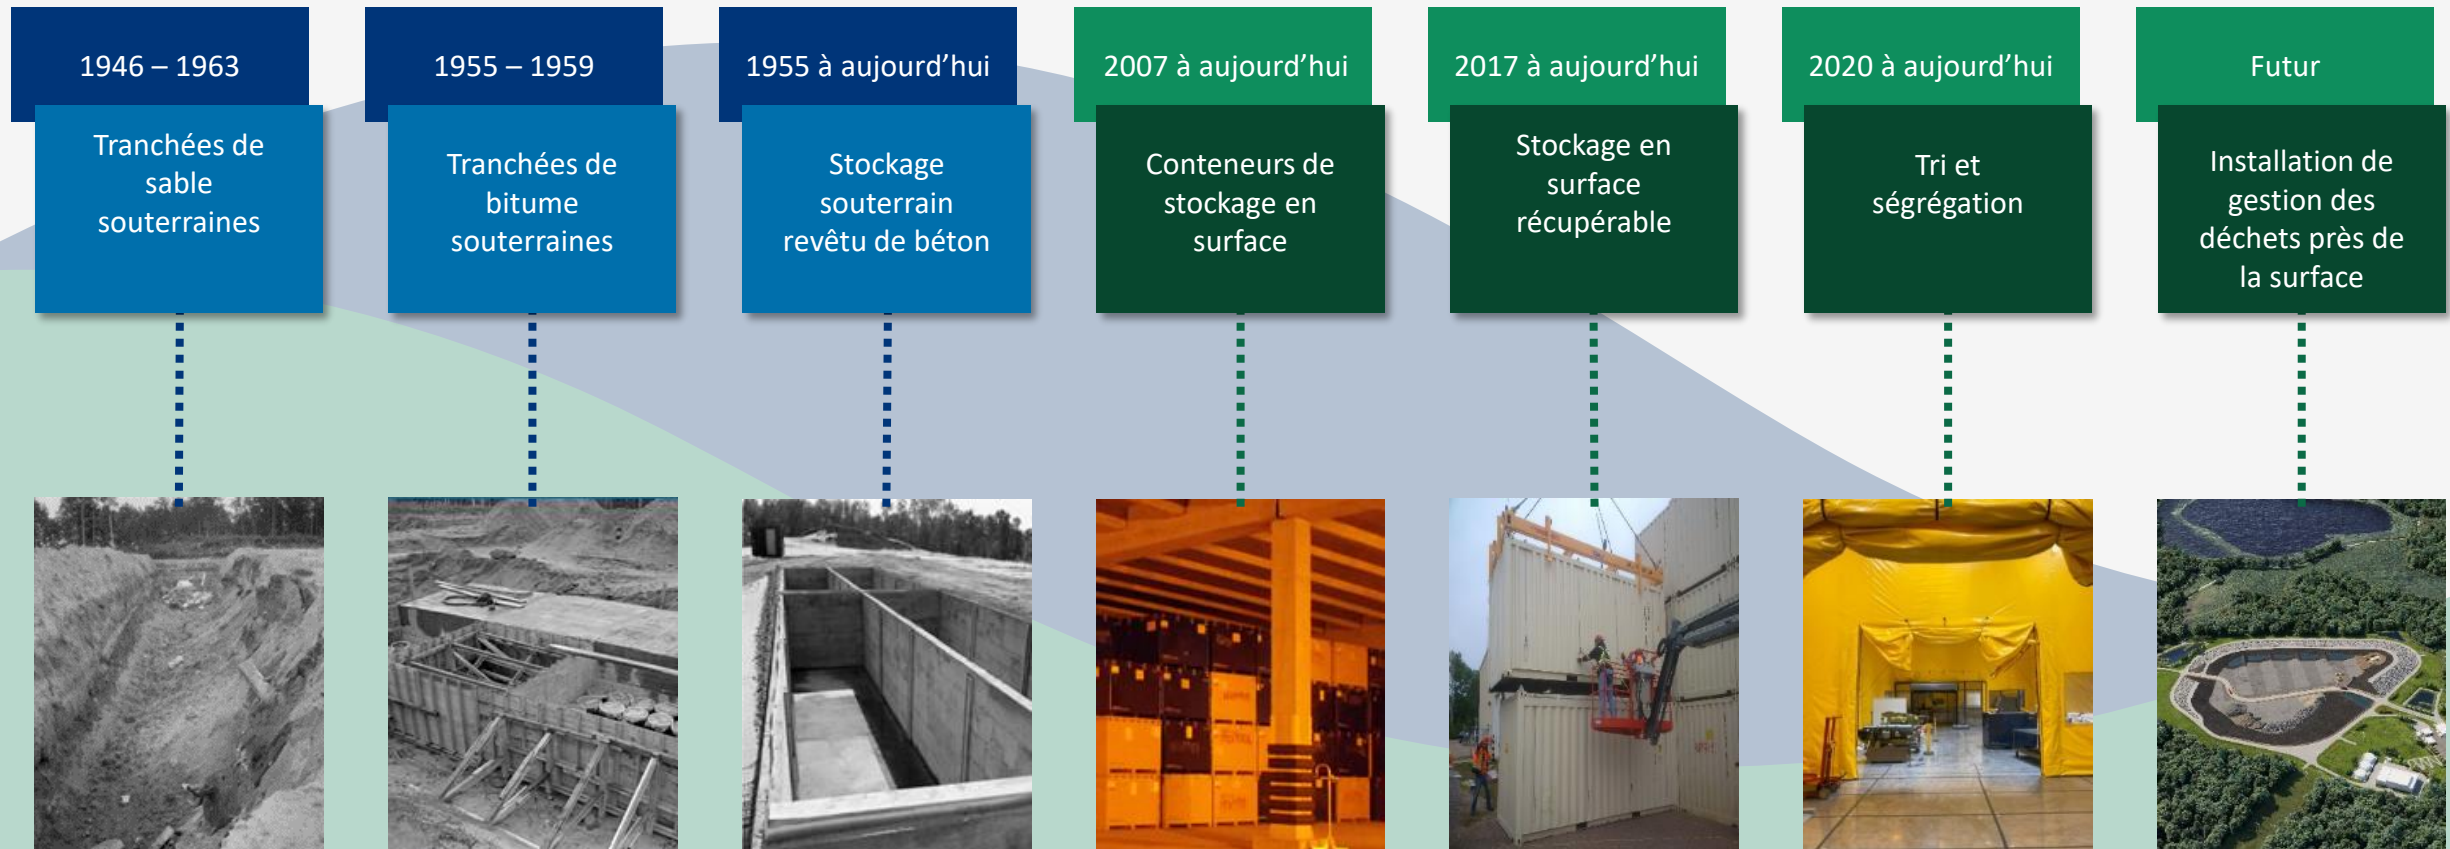 1946 – 1963
Tranchées de
sable
souterraines
1955 – 1959
Tranchées de
bitume
souterraines
1955 à aujourd’hui
Stockage
souterrain
revêtu de béton
2007 à aujourd’hui
Conteneurs de
stockage en
surface
2017 à aujourd’hui
Stockage en
surface
récupérable
2020 à aujourd’hui
Tri et
ségrégation
Futur
Installation de
gestion des
déchets près de
la surface